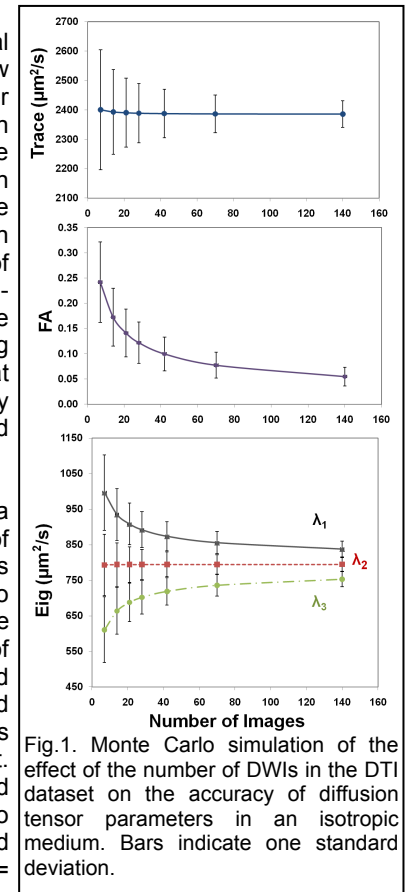 2700
2600
2500
2400
2300
2200
2100
Trace (µm²/s)
0 20 40 60 80 100 120 140 160
0.35
0.30
0.25
0.20
0.15
0.10
0.05
0.00
FA
0 20 40 60 80 100 120 140 160
1150
1050
950
850
750
650
550
450
Eig (µm²/s)
λ₁
λ₂
λ₃
0 20 40 60 80 100 120 140 160
Number of Images
Fig.1. Monte Carlo simulation of the
effect of the number of DWIs in the DTI
dataset on the accuracy of diffusion
tensor parameters in an isotropic
medium. Bars indicate one standard
deviation.